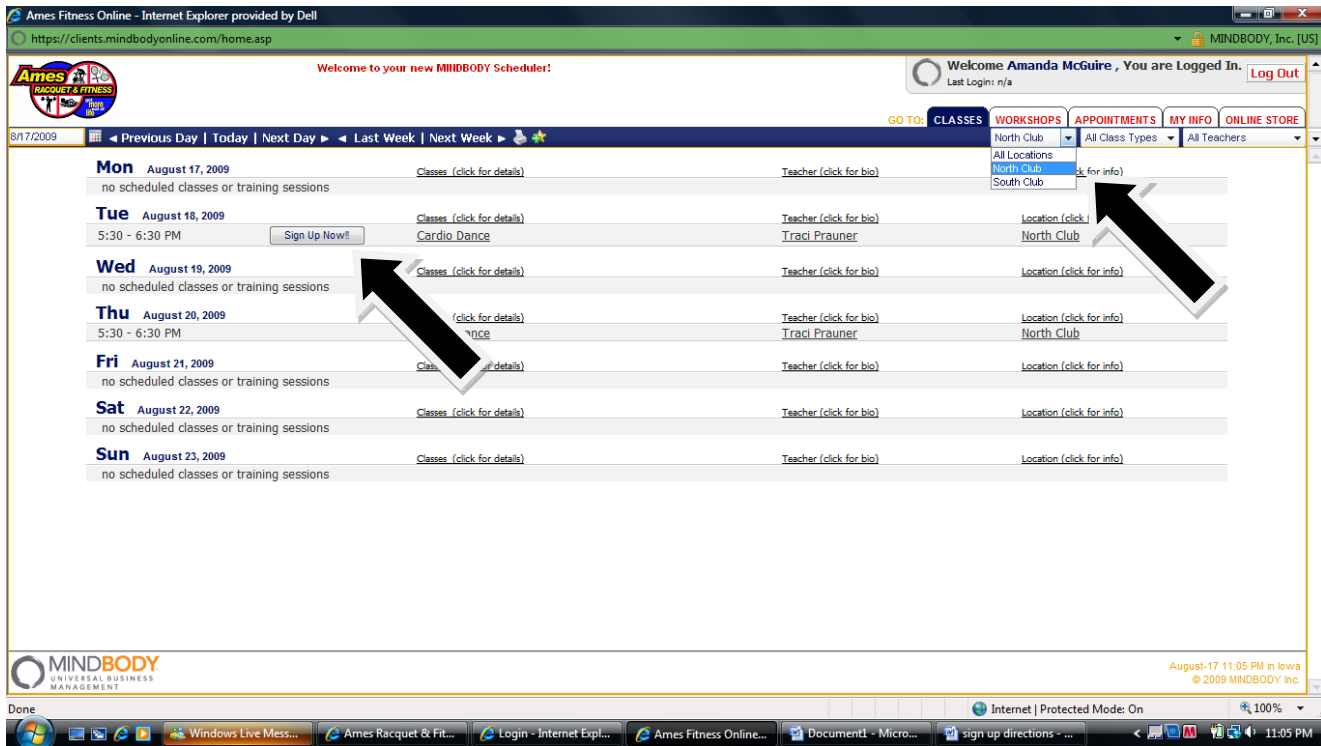 Ames Fitness Online - Internet Explorer provided by Dell
https://clients.mindbodyonline.com/home.asp MINDBODY, Inc. [US]
Ames
RACQUET & FITNESS
Welcome to your new MINDBODY Scheduler!
Welcome Amanda McGuire , You are Logged In.
Last Login: n/a
Log Out
GO TO: CLASSES WORKSHOPS APPOINTMENTS MY INFO ONLINE STORE
8/17/2009 Previous Day | Today | Next Day Last Week | Next Week North Club All Class Types All Teachers
All Locations
North Club
South Club
Mon August 17, 2009 Classes (click for details) Teacher (click for bio) for info)
no scheduled classes or training sessions
Tue August 18, 2009 Classes (click for details) Teacher (click for bio) Location (click
5:30 - 6:30 PM Sign Up Now!! Cardio Dance Traci Prauner North Club
Wed August 19, 2009 Classes (click for details) Teacher (click for bio) Location (click for info)
no scheduled classes or training sessions
Thu August 20, 2009 (click for details) Teacher (click for bio) Location (click for info)
5:30 - 6:30 PM Traci Prauner North Club
Fri August 21, 2009 details) Teacher (click for bio) Location (click for info)
no scheduled classes or training sessions
Sat August 22, 2009 Classes (click for details) Teacher (click for bio) Location (click for info)
no scheduled classes or training sessions
Sun August 23, 2009 Classes (click for details) Teacher (click for bio) Location (click for info)
no scheduled classes or training sessions
MINDBODY
UNIVERSAL BUSINESS
MANAGEMENT
August-17 11:05 PM in Iowa
© 2009 MINDBODY Inc.
Done Internet | Protected Mode: On 100%
Windows Live Mess... Ames Racquet & Fit... Login - Internet Expl... Ames Fitness Online... Document1 - Micro... sign up directions - ... 11:05 PM